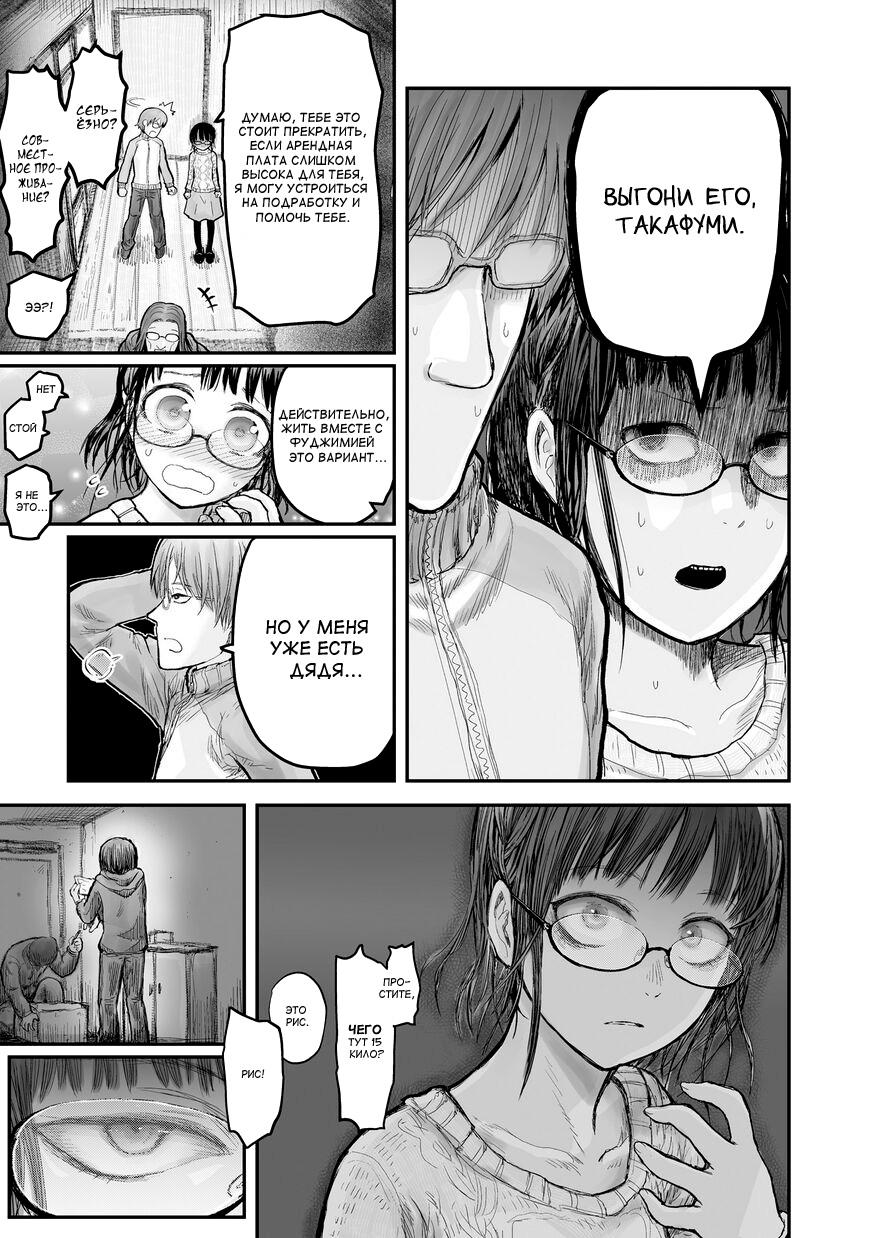 ВЫГОНИ ЕГО,
ТАКАФУМИ.
ДУМАЮ, ТЕБЕ ЭТО
СТОИТ ПРЕКРАТИТЬ,
ЕСЛИ АРЕНДНАЯ
ПЛАТА СЛИШКОМ
ВЫСОКА ДЛЯ ТЕБЯ,
Я МОГУ УСТРОИТЬСЯ
НА ПОДРАБОТКУ И
ПОМОЧЬ ТЕБЕ.
СЕРЬ-
ЁЗНО?
СОВ-
МЕСТ-
НОЕ ПРО-
ЖИВА-
НИЕ?
ЭЭ?!
ДЕЙСТВИТЕЛЬНО,
ЖИТЬ ВМЕСТЕ С
ФУДЖИМИЕЙ
ЭТО ВАРИАНТ...
НЕТ
СТОЙ
Я НЕ
ЭТО...
НО У МЕНЯ
УЖЕ ЕСТЬ
ДЯДЯ...
ПРО-
СТИТЕ,
ЧЕГО
ТУТ 15
КИЛО?
ЭТО
РИС.
РИС!